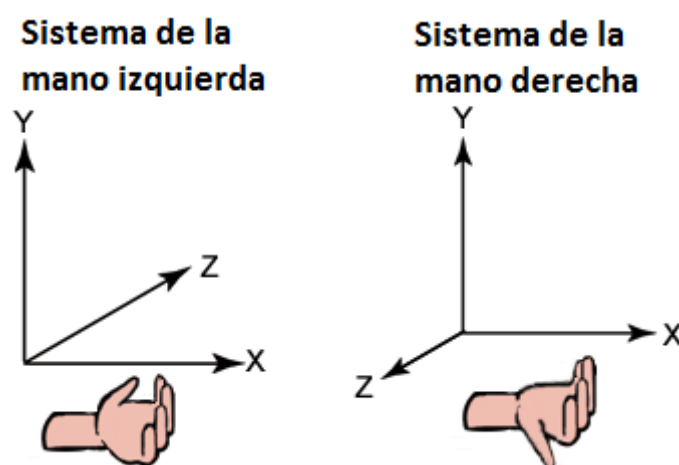 Sistema de la
mano izquierda
Y
Z
X
Sistema de la
mano derecha
Y
X
Z